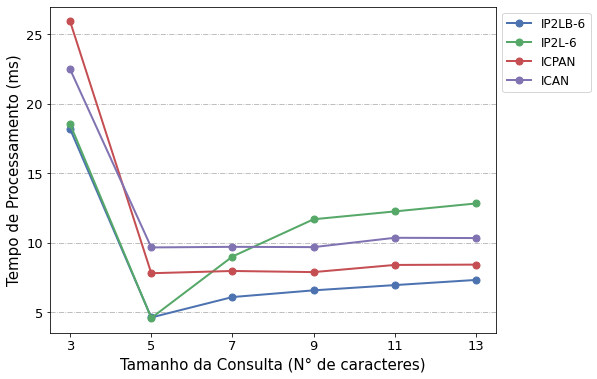 Tempo de Processamento (ms)
25
20
15
10
5
3 5 7 9 11 13
Tamanho da Consulta (N° de caracteres)
IP2LB-6
IP2L-6
ICPAN
ICAN